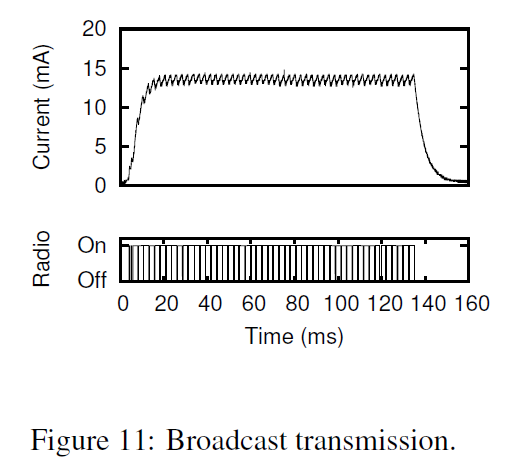 20
15
10
5
0
Current (mA)
On
Off
Radio
0 20 40 60 80 100 120 140 160
Time (ms)
Figure 11: Broadcast transmission.